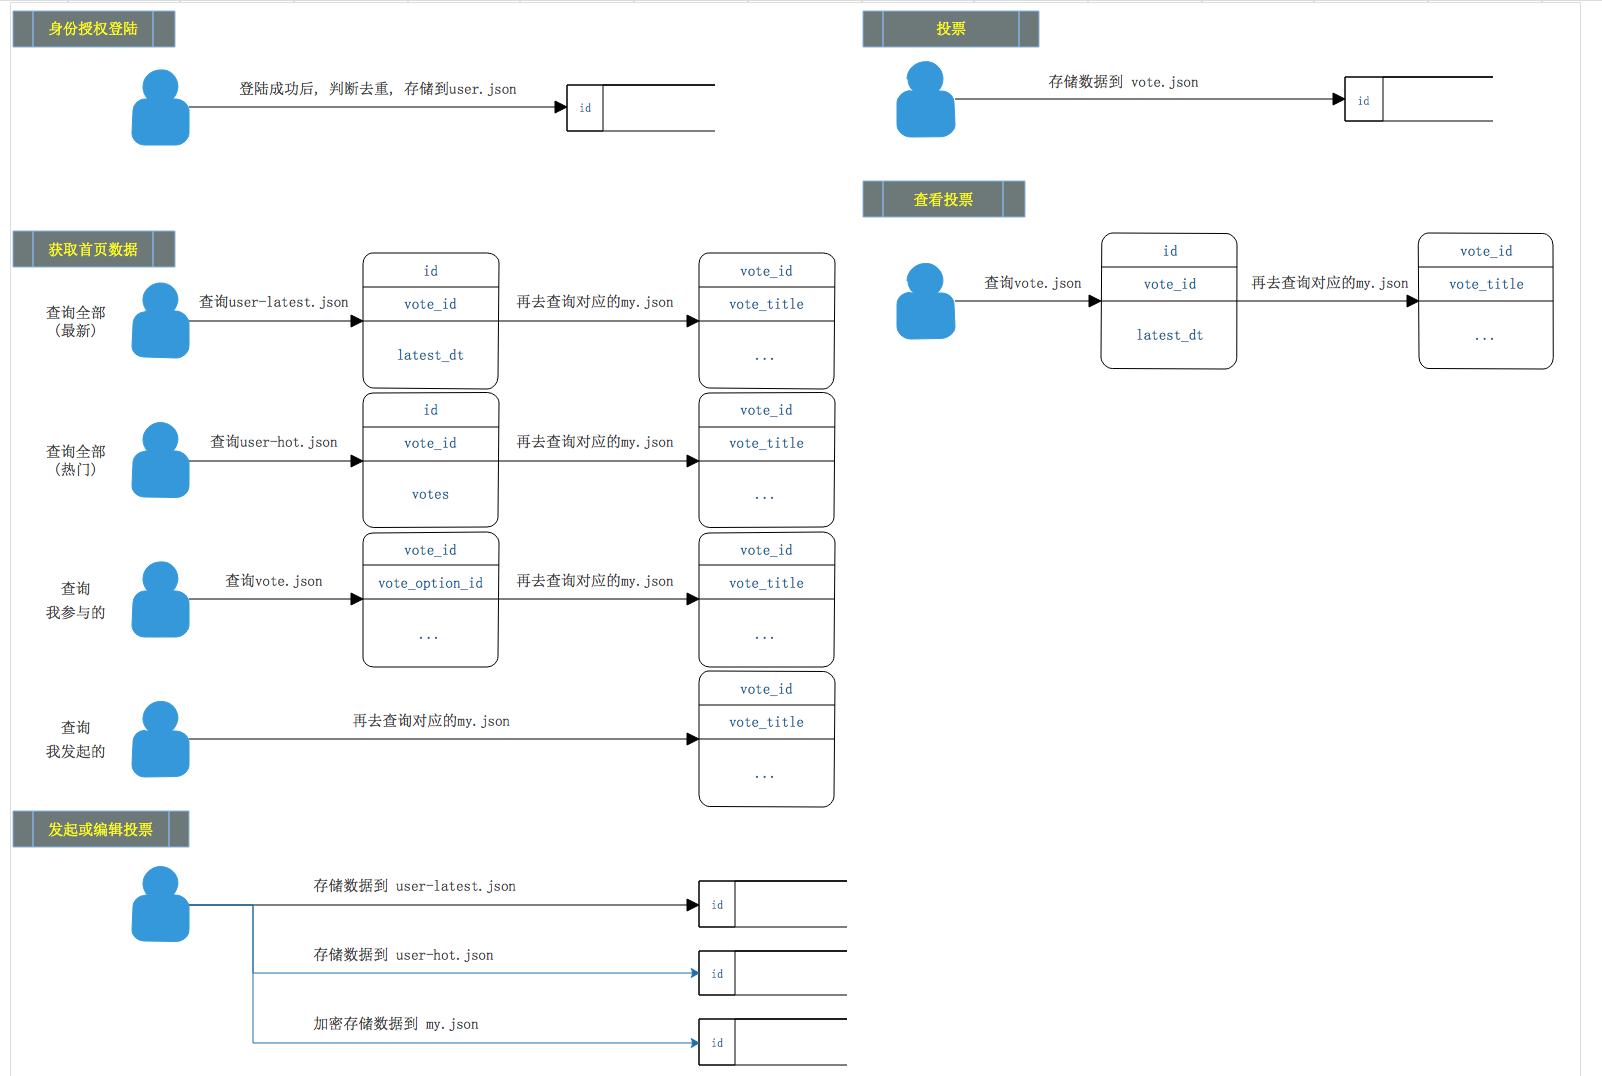 身份授权登陆
登陆成功后，判断去重，存储到user.json
id
获取首页数据
查询全部
（最新）
查询user-latest.json
id
vote_id
latest_dt
再去查询对应的my.json
vote_id
vote_title
...
查询全部
（热门）
查询user-hot.json
id
vote_id
votes
再去查询对应的my.json
vote_id
vote_title
...
查询
我参与的
查询vote.json
vote_id
vote_option_id
...
再去查询对应的my.json
vote_id
vote_title
...
查询
我发起的
再去查询对应的my.json
vote_id
vote_title
...
发起或编辑投票
存储数据到 user-latest.json
id
存储数据到 user-hot.json
id
加密存储数据到 my.json
id
投票
存储数据到 vote.json
id
查看投票
查询vote.json
id
vote_id
latest_dt
再去查询对应的my.json
vote_id
vote_title
...